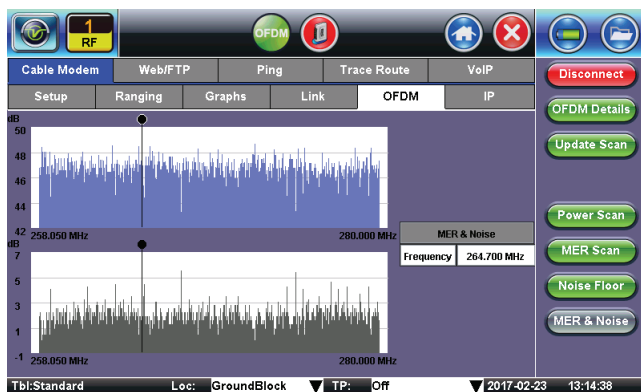 1
RF
OFDM
Cable Modem Web/FTP Ping Trace Route VoIP
Setup Ranging Graphs Link OFDM IP
Disconnect
OFDM Details
Update Scan
Power Scan
MER Scan
Noise Floor
MER & Noise
dB
50
48
46
44
42
258.050 MHz 280.000 MHz
MER & Noise
Frequency 264.700 MHz
dB
7
5
3
1
-1
258.050 MHz 280.000 MHz
Tbl:Standard Loc: GroundBlock TP: Off 2017-02-23 13:14:38